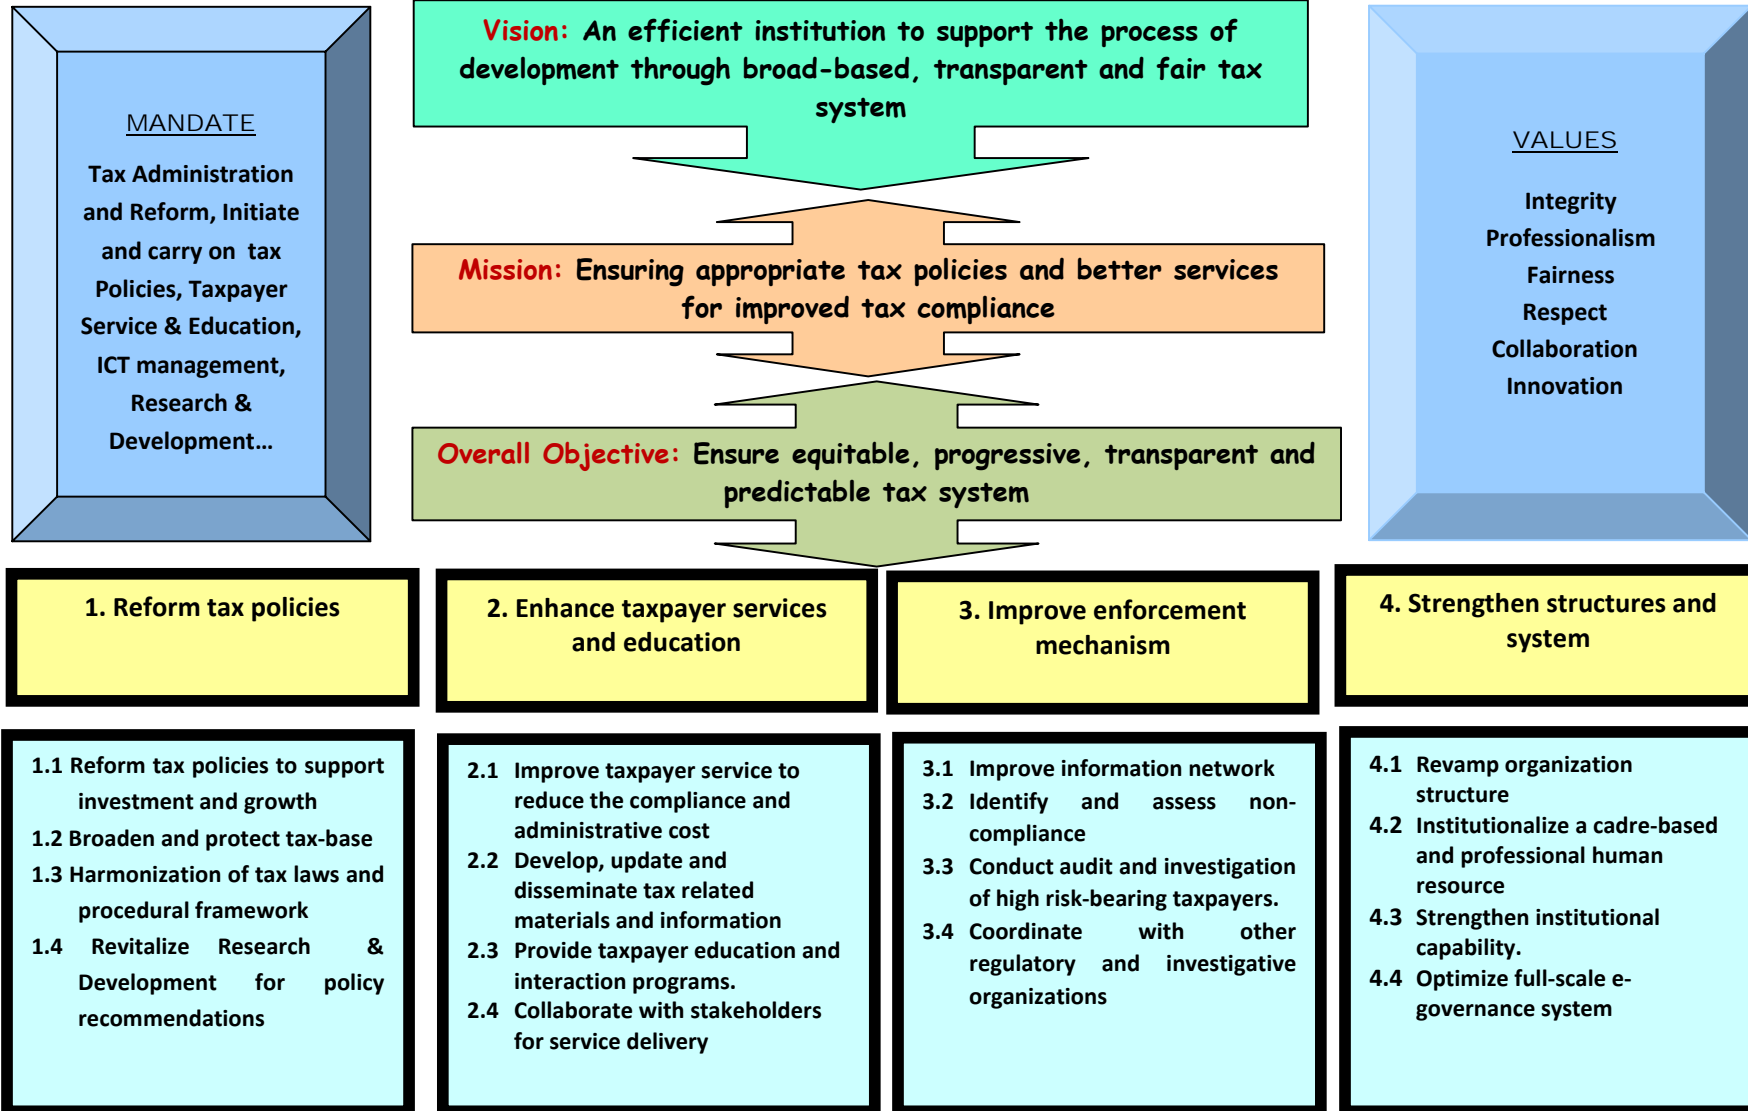 MANDATE
Tax Administration
and Reform, Initiate
and carry on tax
Policies, Taxpayer
Service & Education,
ICT management,
Research &
Development…
Vision: An efficient institution to support the process of
development through broad-based, transparent and fair tax
system
Mission: Ensuring appropriate tax policies and better services
for improved tax compliance
Overall Objective: Ensure equitable, progressive, transparent and
predictable tax system
VALUES
Integrity
Professionalism
Fairness
Respect
Collaboration
Innovation
1. Reform tax policies
2. Enhance taxpayer services
and education
3. Improve enforcement
mechanism
4. Strengthen structures and
system
1.1 Reform tax policies to support
investment and growth
1.2 Broaden and protect tax-base
1.3 Harmonization of tax laws and
procedural framework
1.4 Revitalize Research &
Development for policy
recommendations
2.1 Improve taxpayer service to
reduce the compliance and
administrative cost
2.2 Develop, update and
disseminate tax related
materials and information
2.3 Provide taxpayer education and
interaction programs.
2.4 Collaborate with stakeholders
for service delivery
3.1 Improve information network
3.2 Identify and assess non-
compliance
3.3 Conduct audit and investigation
of high risk-bearing taxpayers.
3.4 Coordinate with other
regulatory and investigative
organizations
4.1 Revamp organization
structure
4.2 Institutionalize a cadre-based
and professional human
resource
4.3 Strengthen institutional
capability.
4.4 Optimize full-scale e-
governance system